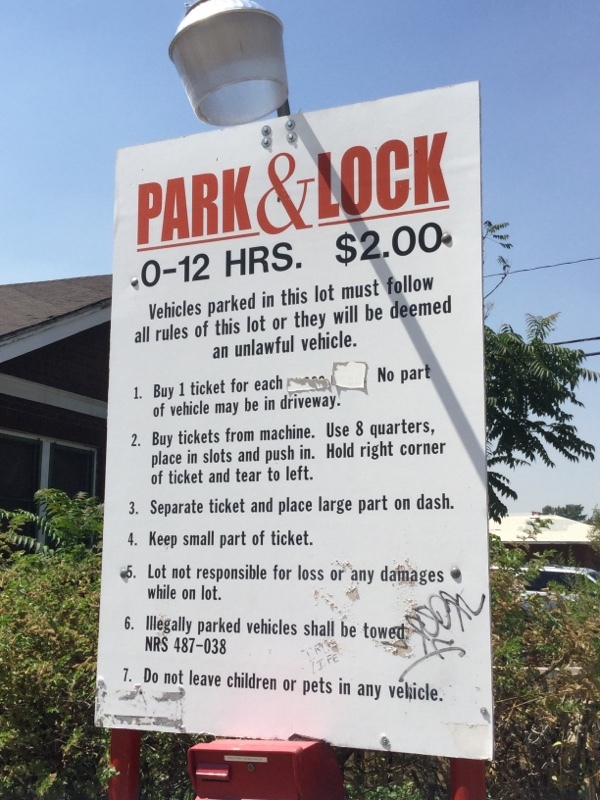 PARK & LOCK
0-12 HRS. $2.00
Vehicles parked in this lot must follow
all rules of this lot or they will be deemed
an unlawful vehicle.
1. Buy 1 ticket for each No part
of vehicle may be in driveway.
2. Buy tickets from machine. Use 8 quarters,
place in slots and push in. Hold right corner
of ticket and tear to left.
3. Separate ticket and place large part on dash.
4. Keep small part of ticket.
5. Lot not responsible for loss or any damages
while on lot.
6. Illegally parked vehicles shall be towed
NRS 487-038
7. Do not leave children or pets in any vehicle.